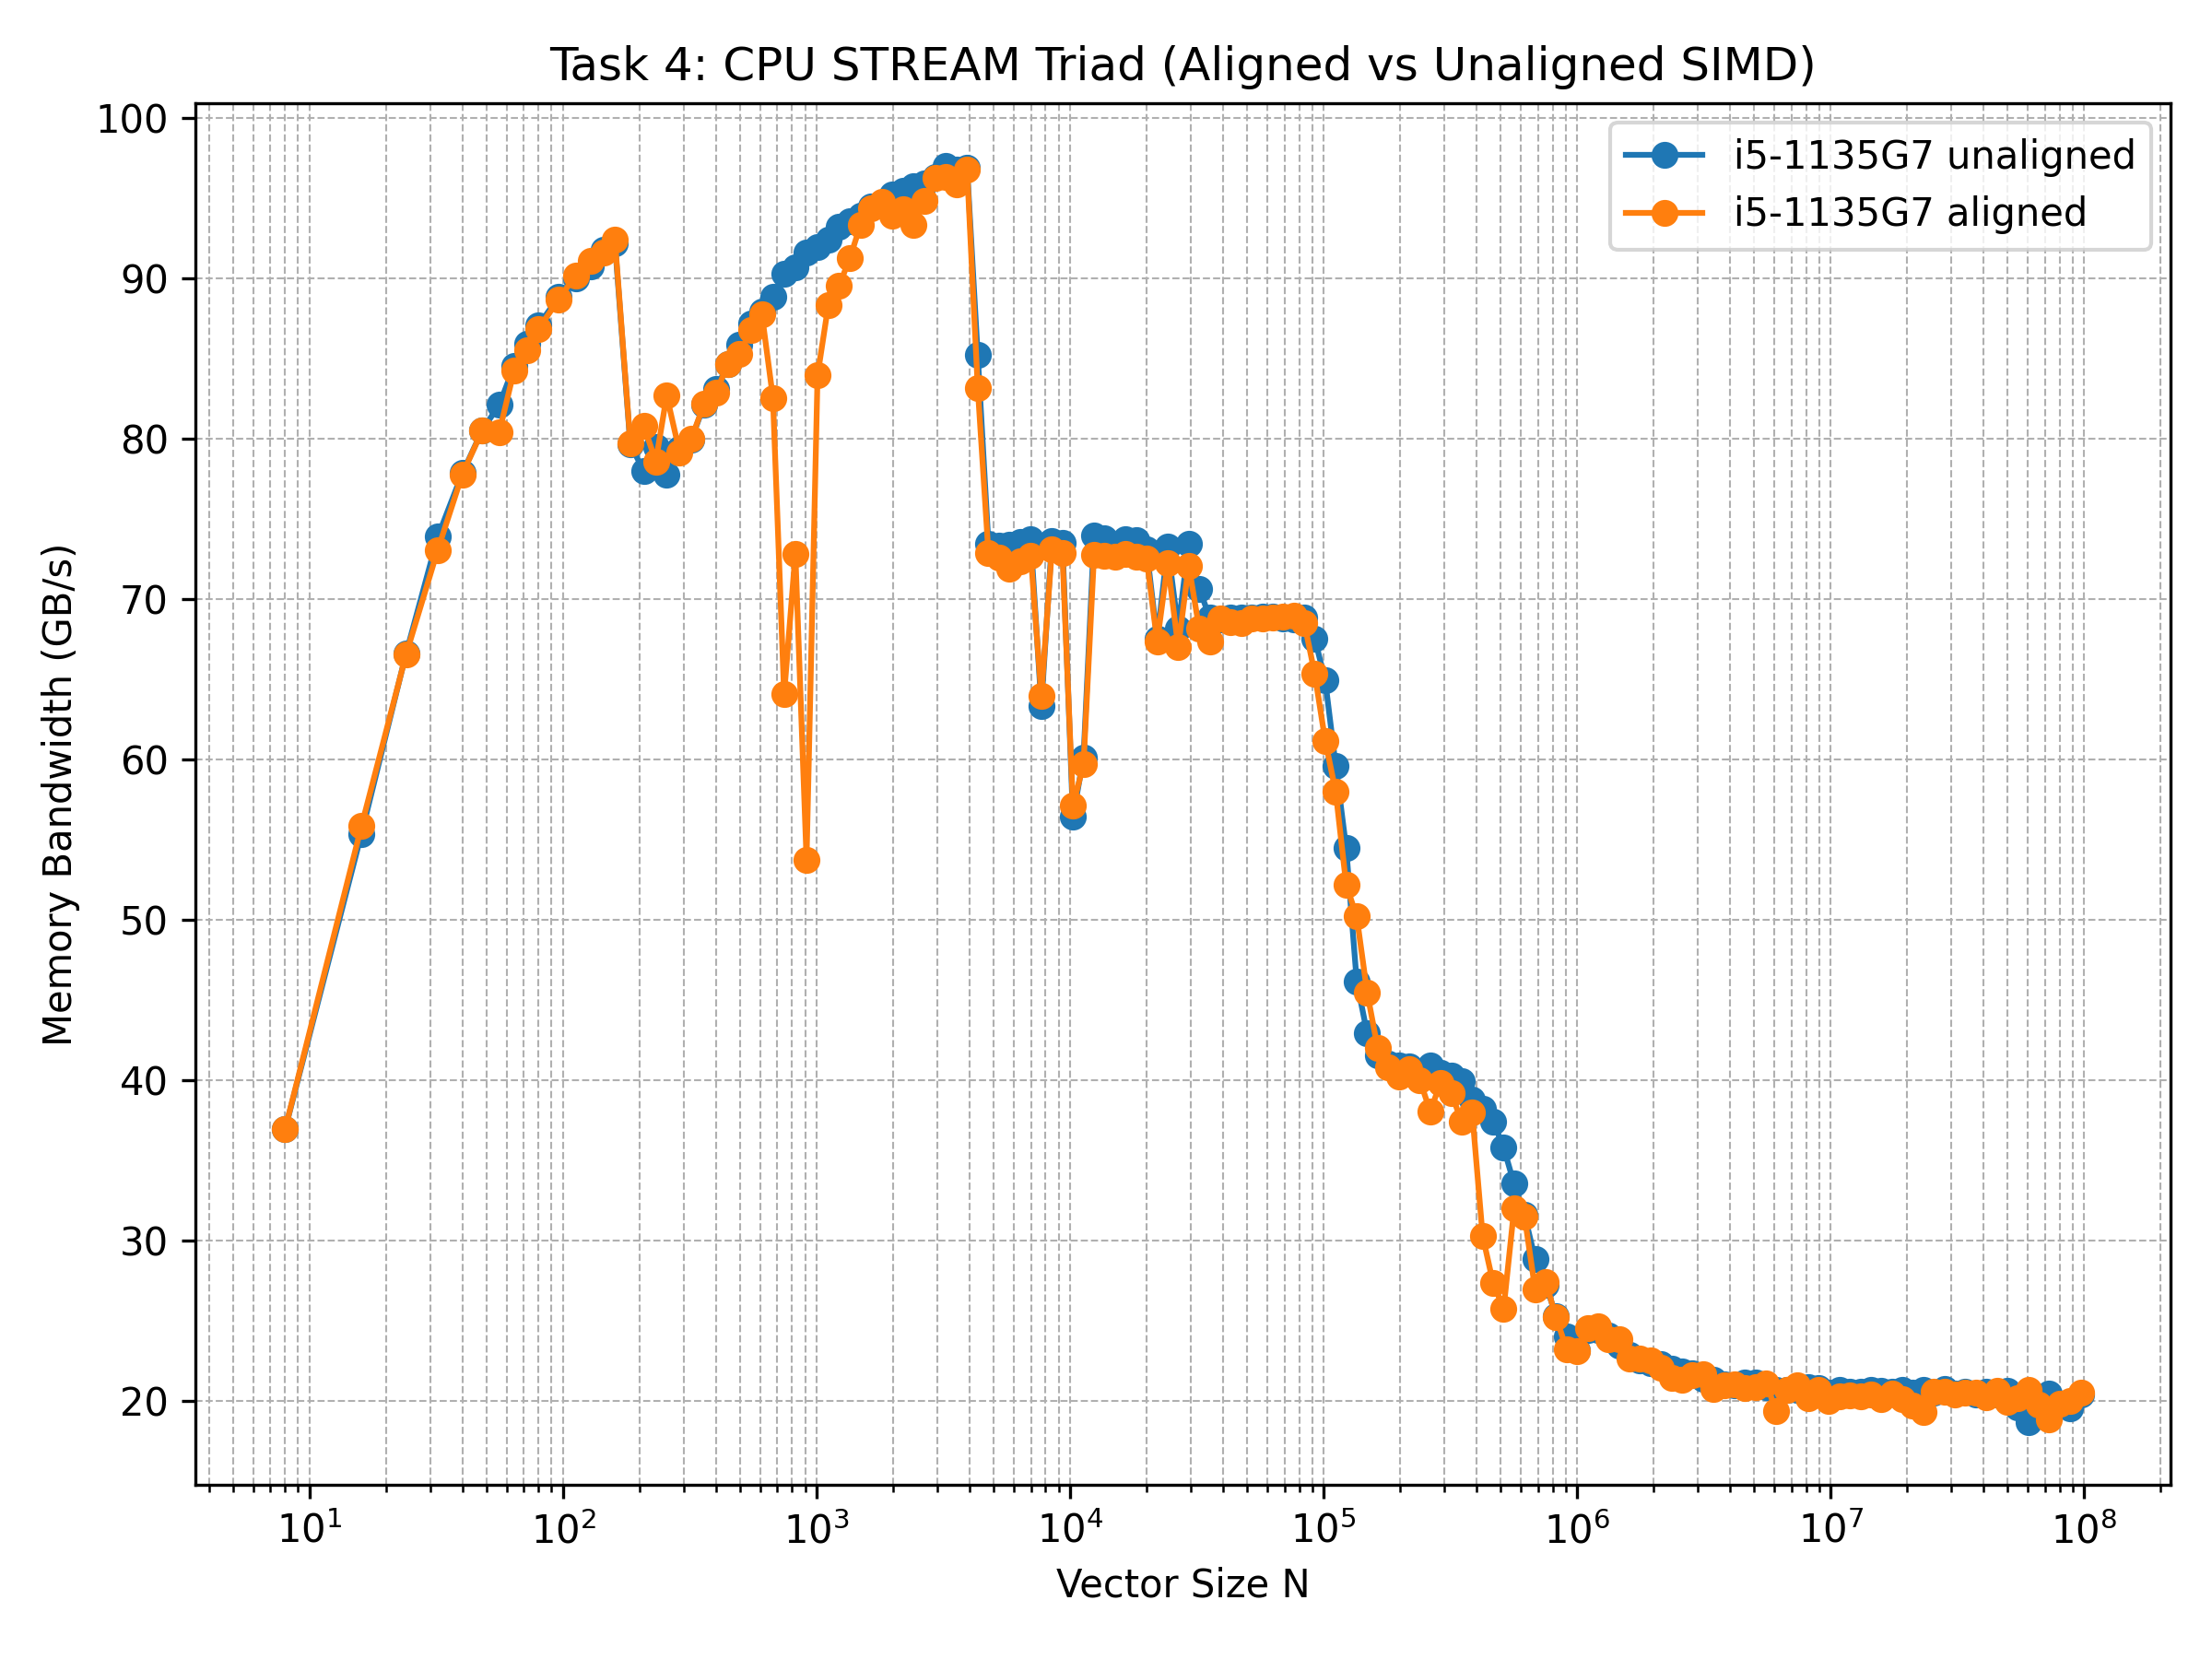 Task 4: CPU STREAM Triad (Aligned vs Unaligned SIMD)
i5-1135G7 unaligned
i5-1135G7 aligned
Memory Bandwidth (GB/s)
100
90
80
70
60
50
40
30
20
10¹ 10² 10³ 10⁴ 10⁵ 10⁶ 10⁷ 10⁸
Vector Size N